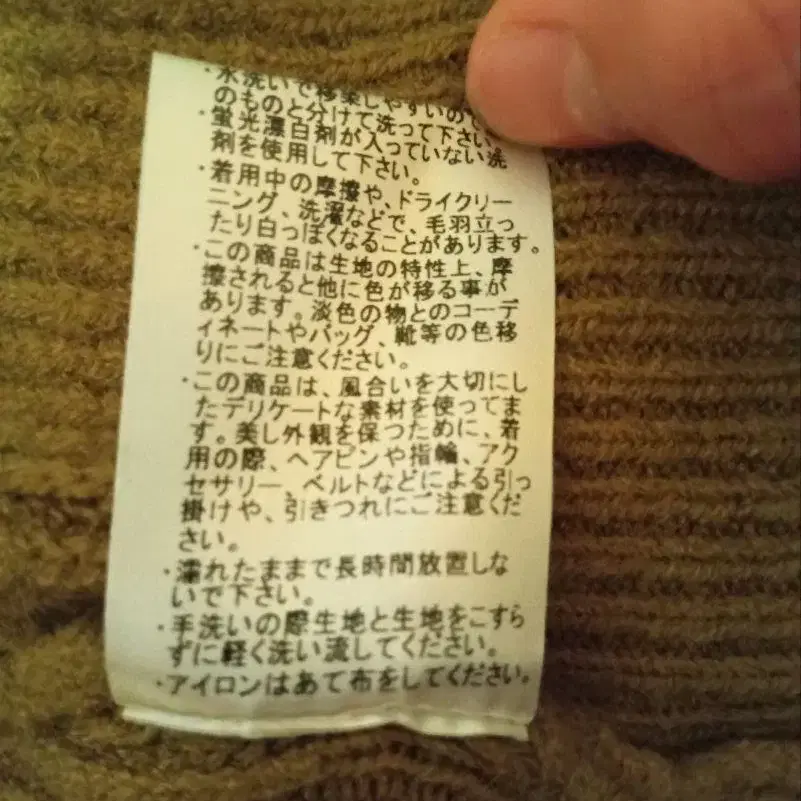 ・水洗いで移染しやすいので
のものと分けて洗って下さい。
・蛍光漂白剤が入っていない洗
剤を使用して下さい。
・着用中の摩擦や、ドライクリー
ニング、洗濯などで、毛羽立っ
たり白っぽくなることがあります。
・この商品は生地の特性上、摩
擦されると他に色が移る事が
あります。淡色の物とのコーデ
ィネートやバッグ、靴等の色移
りにご注意ください。
・この商品は、風合いを大切にし
たデリケートな素材を使ってま
す。美し外観を保つために、着
用の際、ヘアピンや指輪、アク
セサリー、ベルトなどによる引っ
掛けや、引きつれにご注意くだ
さい。
・濡れたままで長時間放置しな
いで下さい。
・手洗いの際生地と生地をこすら
ずに軽く洗い流してください。
・アイロンはあて布をしてください。